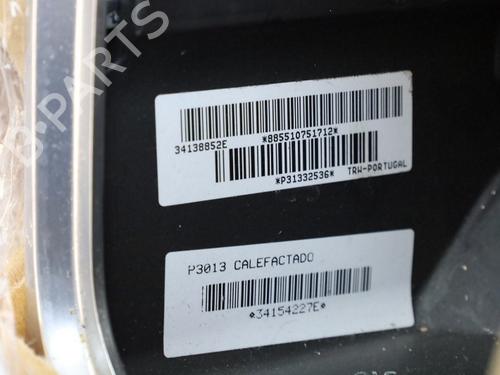 B-PARTS
34138852E *885510751712*
*P31332536* TRW-PORTUGAL
P3013 CALEFACTADO
*34154227E*